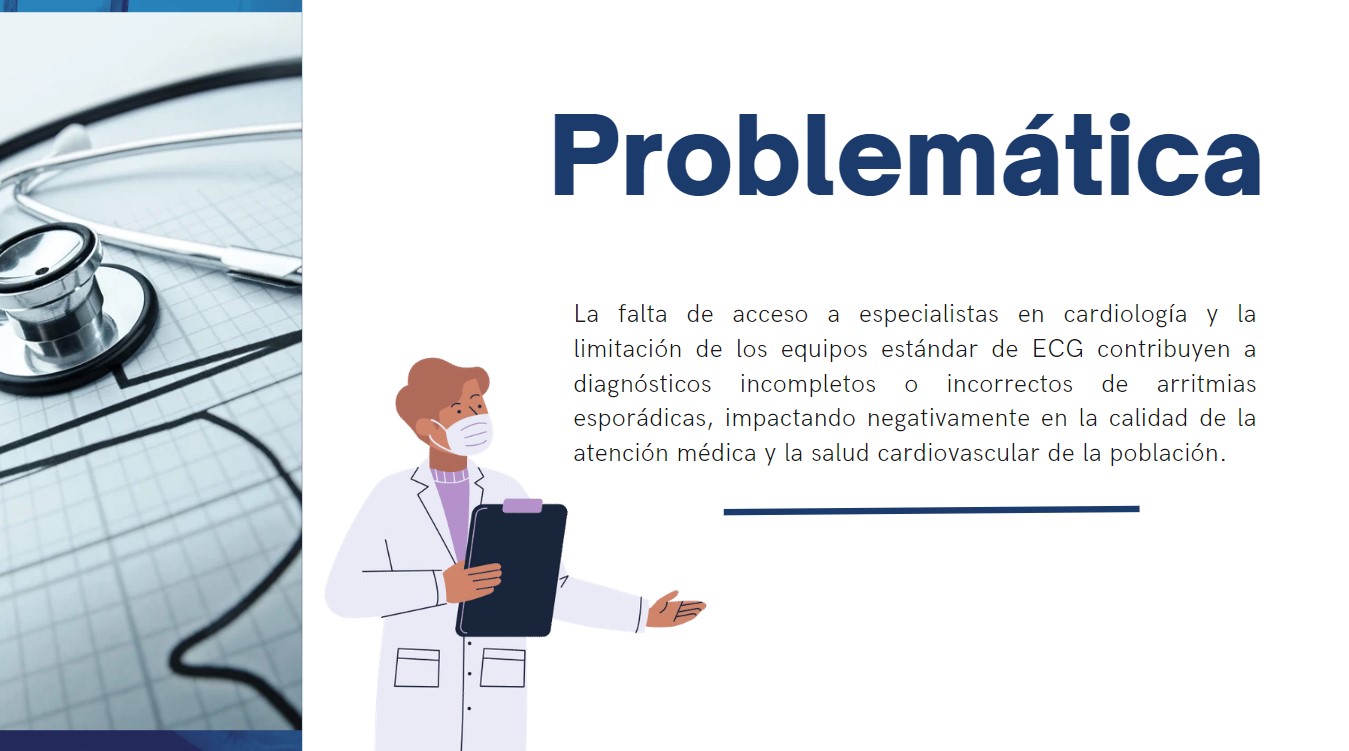 Problemática
La falta de acceso a especialistas en cardiología y la
limitación de los equipos estándar de ECG contribuyen a
diagnósticos incompletos o incorrectos de arritmias
esporádicas, impactando negativamente en la calidad de la
atención médica y la salud cardiovascular de la población.